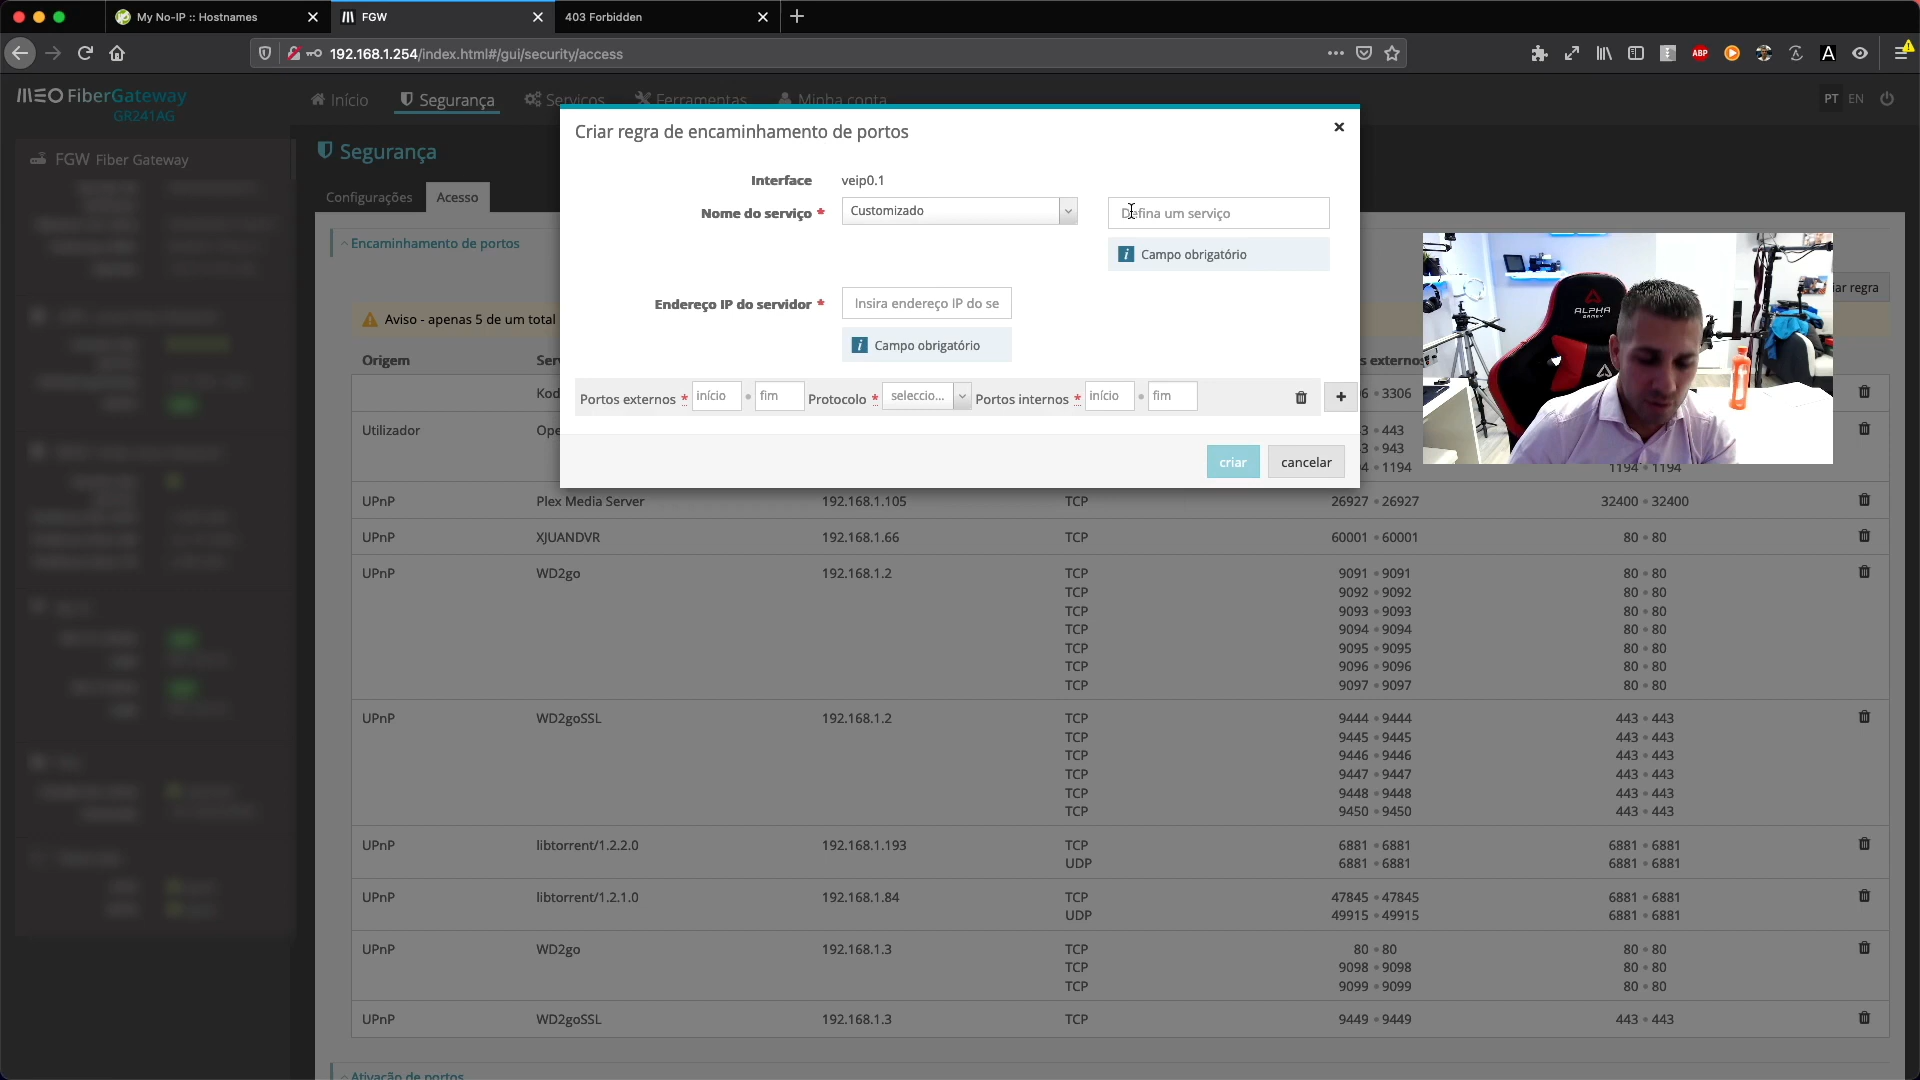 My No-IP :: Hostnames
FGW
403 Forbidden
192.168.1.254/index.html#/gui/security/access
ABP
A
MEO FiberGateway
GR241AG
Início
Segurança
Serviços
Ferramentas
Minha conta
PT EN
FGW Fiber Gateway
Segurança
Configurações
Acesso
Encaminhamento de portos
Criar regra de encaminhamento de portos
Interface veip0.1
Nome do serviço * Customizado
Defina um serviço
Campo obrigatório
Endereço IP do servidor * Insira endereço IP do se
Campo obrigatório
Portos externos * início fim Protocolo * seleccio... Portos internos * início fim
criar cancelar
ar regra
ALPHA
GAMER
Aviso - apenas 5 de um total
Origem
Ser
s externos
Kod
6 3306
Utilizador
Ope
3 443
3 943
4 1194
1194 1194
UPnP Plex Media Server 192.168.1.105 TCP 26927 26927 32400 32400
UPnP XJUANDVR 192.168.1.66 TCP 60001 60001 80 80
UPnP WD2go 192.168.1.2 TCP 9091 9091 80 80
TCP 9092 9092 80 80
TCP 9093 9093 80 80
TCP 9094 9094 80 80
TCP 9095 9095 80 80
TCP 9096 9096 80 80
TCP 9097 9097 80 80
UPnP WD2goSSL 192.168.1.2 TCP 9444 9444 443 443
TCP 9445 9445 443 443
TCP 9446 9446 443 443
TCP 9447 9447 443 443
TCP 9448 9448 443 443
TCP 9450 9450 443 443
UPnP libtorrent/1.2.2.0 192.168.1.193 TCP 6881 6881 6881 6881
UDP 6881 6881 6881 6881
UPnP libtorrent/1.2.1.0 192.168.1.84 TCP 47845 47845 6881 6881
UDP 49915 49915 6881 6881
UPnP WD2go 192.168.1.3 TCP 80 80 80 80
TCP 9098 9098 80 80
TCP 9099 9099 80 80
UPnP WD2goSSL 192.168.1.3 TCP 9449 9449 443 443
Ativação de portos